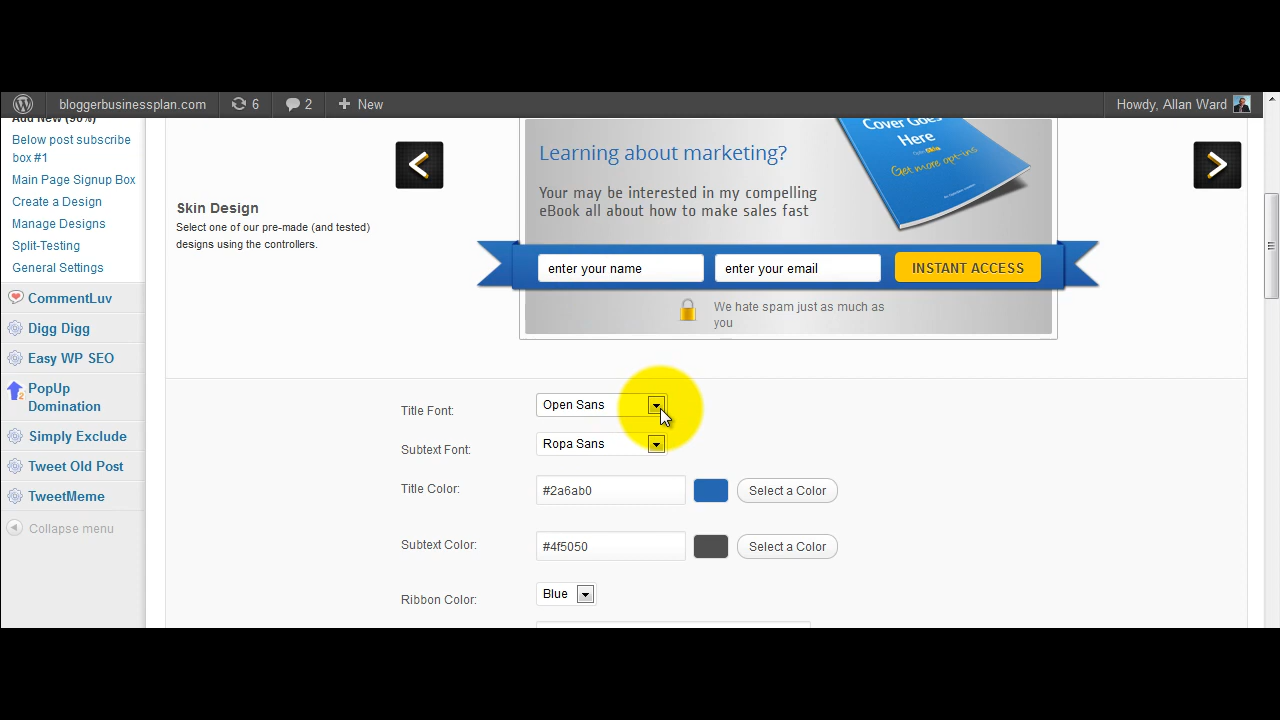 bloggerbusinessplan.com
6
2
New
Howdy, Allan Ward
Add New (90%)
Below post subscribe
box #1
Main Page Signup Box
Create a Design
Manage Designs
Split-Testing
General Settings
CommentLuv
Digg Digg
Easy WP SEO
PopUp
Domination
Simply Exclude
Tweet Old Post
TweetMeme
Collapse menu
Skin Design
Select one of our pre-made (and tested)
designs using the controllers.
Cover Goes
Here
Get more opt-ins
Learning about marketing?
Your may be interested in my compelling
eBook all about how to make sales fast
enter your name
enter your email
INSTANT ACCESS
We hate spam just as much as
you
Title Font:
Open Sans
Subtext Font:
Ropa Sans
Title Color:
#2a6ab0
Select a Color
Subtext Color:
#4f5050
Select a Color
Ribbon Color:
Blue